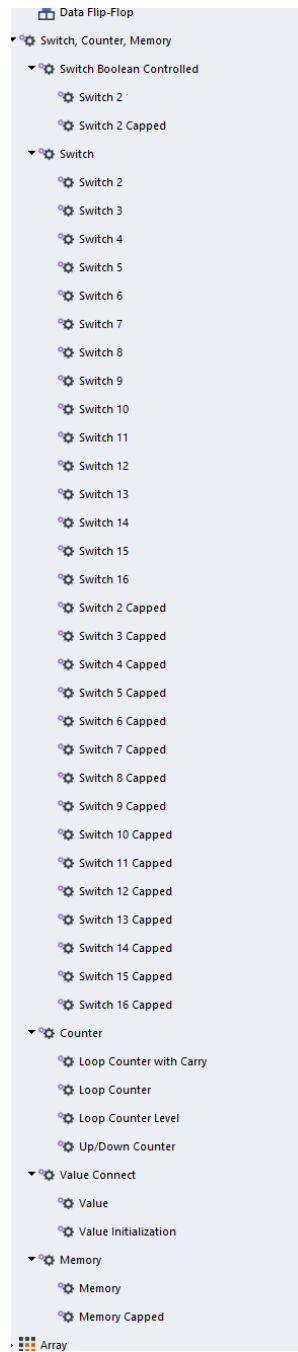 Data Flip-Flop
Switch, Counter, Memory
Switch Boolean Controlled
Switch 2
Switch 2 Capped
Switch
Switch 2
Switch 3
Switch 4
Switch 5
Switch 6
Switch 7
Switch 8
Switch 9
Switch 10
Switch 11
Switch 12
Switch 13
Switch 14
Switch 15
Switch 16
Switch 2 Capped
Switch 3 Capped
Switch 4 Capped
Switch 5 Capped
Switch 6 Capped
Switch 7 Capped
Switch 8 Capped
Switch 9 Capped
Switch 10 Capped
Switch 11 Capped
Switch 12 Capped
Switch 13 Capped
Switch 14 Capped
Switch 15 Capped
Switch 16 Capped
Counter
Loop Counter with Carry
Loop Counter
Loop Counter Level
Up/Down Counter
Value Connect
Value
Value Initialization
Memory
Memory
Memory Capped
Array